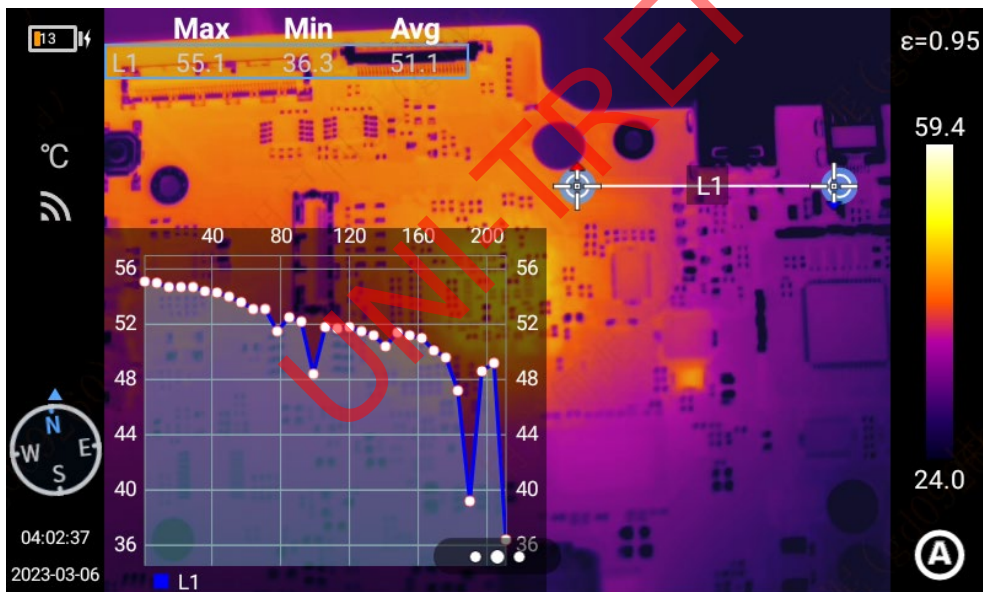 13
Max Min Avg
L1 55.1 36.3 51.1
ε=0.95
°C
59.4
L1
40 80 120 160 200
56 56
52 52
48 48
44 44
40 40
36 36
L1
N
W E
S
24.0
04:02:37
2023-03-06
A
UNI-TREN